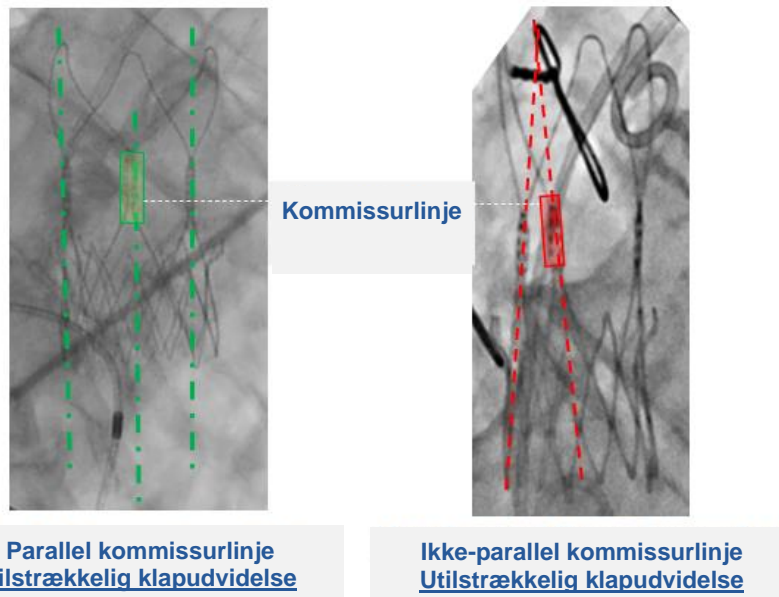 Kommissurlinje
Parallel kommissurlinje
ilstrækkelig klapudvidelse
Ikke-parallel kommissurlinje
Utilstrækkelig klapudvidelse